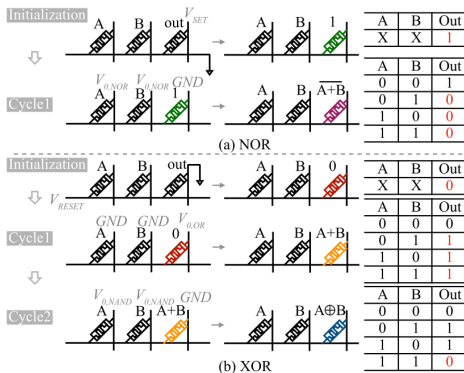 Initialization A B out V_SET A B 1
A B Out
X X 1
Cycle1 V_0,NOR V_0,NOR GND
A B 1 A B \overline{A+B}
A B Out
0 0 1
0 1 0
1 0 0
1 1 0
(a) NOR
Initialization A B out A B 0
V_RESET
A B Out
X X 0
GND GND V_0,OR
Cycle1 A B 0 A B A+B
A B Out
0 0 0
0 1 1
1 0 1
1 1 1
V_0,NAND V_0,NAND GND
Cycle2 A B A+B A B A⊕B
A B Out
0 0 0
0 1 1
1 0 1
1 1 0
(b) XOR